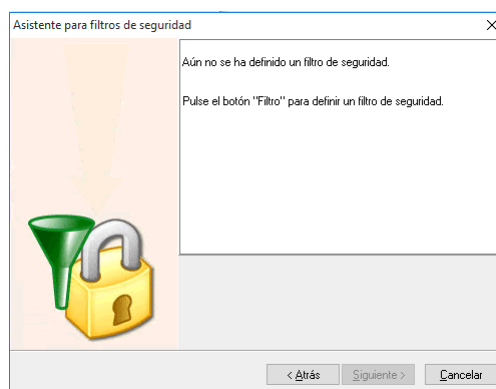 Asistente para filtros de seguridad
Aún no se ha definido un filtro de seguridad.
Pulse el botón "Filtro" para definir un filtro de seguridad.
< Atrás
Siguiente >
Cancelar